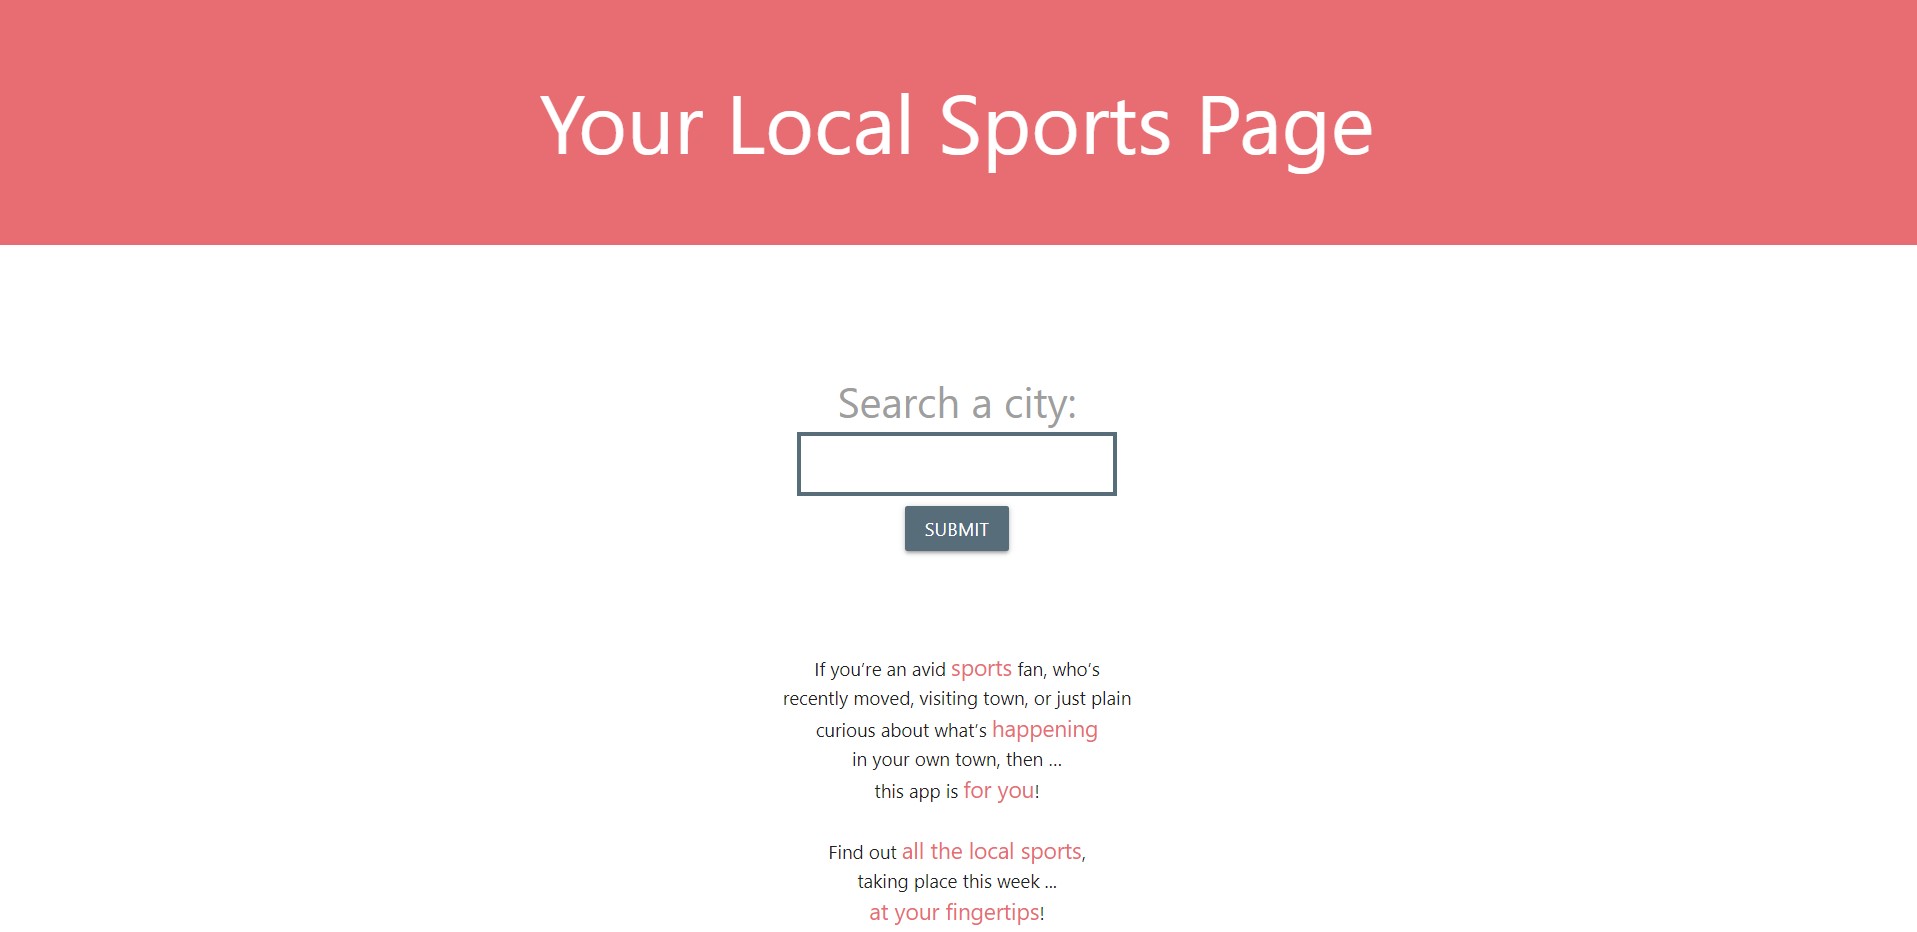 Your Local Sports Page
Search a city:
SUBMIT
If you’re an avid sports fan, who’s
recently moved, visiting town, or just plain
curious about what’s happening
in your own town, then ...
this app is for you!
Find out all the local sports,
taking place this week ...
at your fingertips!